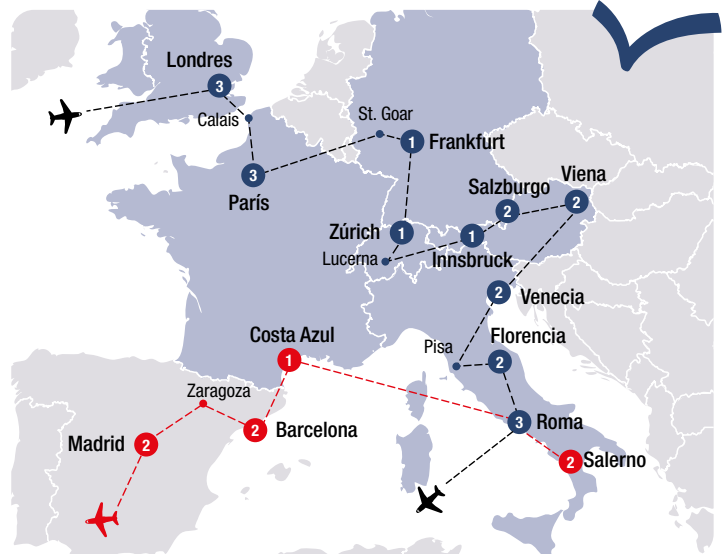 Londres
3
Calais
St. Goar
1
Frankfurt
3
París
Salzburgo
Viena
2
2
Zúrich
1
1
Lucerna
Innsbruck
2
Venecia
Costa Azul
Florencia
1
Pisa
2
Zaragoza
Madrid
2
2
Barcelona
3
Roma
2
Salerno